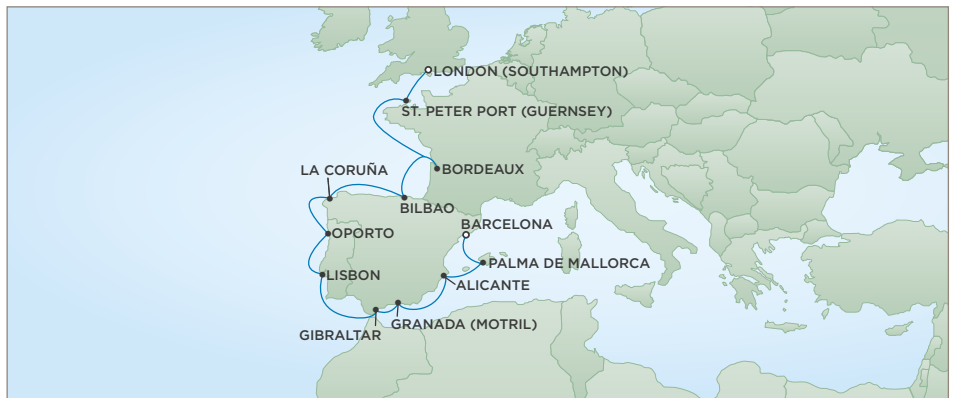 LONDON (SOUTHAMPTON)
ST. PETER PORT (GUERNSEY)
BORDEAUX
LA CORUÑA
BILBAO
BARCELONA
OPORTO
PALMA DE MALLORCA
LISBON
ALICANTE
GRANADA (MOTRIL)
GIBRALTAR